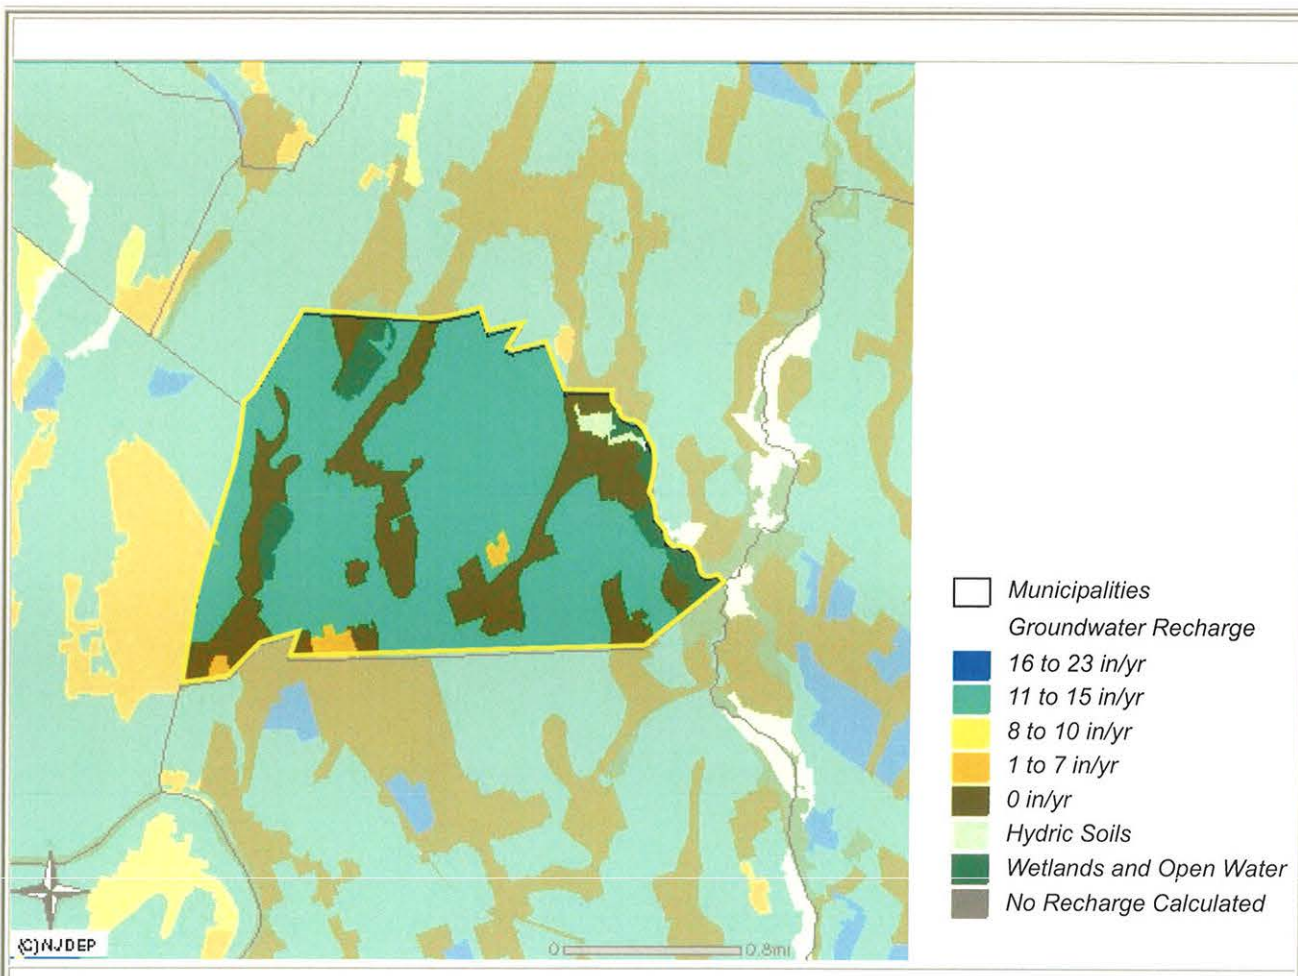 Municipalities
Groundwater Recharge
16 to 23 in/yr
11 to 15 in/yr
8 to 10 in/yr
1 to 7 in/yr
0 in/yr
Hydric Soils
Wetlands and Open Water
No Recharge Calculated
(C)NJDEP
0 0.8mi